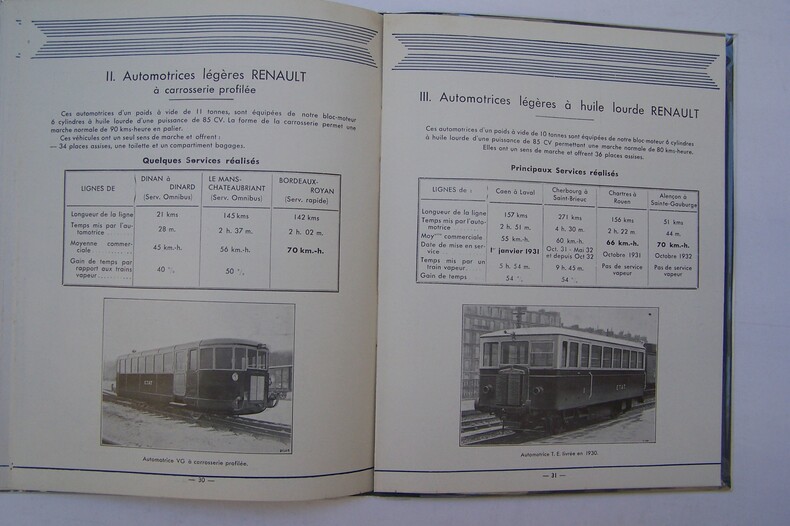 II. Automotrices légères RENAULT
à carrosserie profilée
Ces automotrices d'un poids à vide de 11 tonnes, sont équipées de notre bloc-moteur
6 cylindres à huile lourde d'une puissance de 85 CV. La forme de la carrosserie permet une
marche normale de 90 kms-heure en palier.
Ces véhicules ont un seul sens de marche et offrent :
— 34 places assises, une toilette et un compartiment bagages.
Quelques Services réalisés
LIGNES DE DINAN à DINARD (Serv. Omnibus) LE MANS-CHATEAUBRIANT (Serv. Omnibus) BORDEAUX-ROYAN (Serv. rapide)
Longueur de la ligne 21 kms 145 kms 142 kms
Temps mis par l'automotrice 28 m. 2 h. 37 m. 2 h. 02 m.
Moyenne commerciale 45 km.-h. 56 km.-h. 70 km.-h.
Gain de temps par rapport aux trains vapeur 40 % 50 %
Automotrice VG à carrosserie profilée.
— 30 —
III. Automotrices légères à huile lourde RENAULT
Ces automotrices d'un poids à vide de 10 tonnes sont équipées de notre bloc-moteur 6 cylindres
à huile lourde d'une puissance de 85 CV permettant une marche normale de 80 kms-heure.
Elles ont un sens de marche et offrent 36 places assises.
Principaux Services réalisés
LIGNES de : Caen à Laval Cherbourg à Saint-Brieuc Chartres à Rouen Alençon à Sainte-Gauburge
Longueur de la ligne 157 kms 271 kms 156 kms 51 kms
Temps mis par l'automotrice 2 h. 51 m. 4 h. 30 m. 2 h. 22 m. 44 m.
Moyenne commerciale 55 km.-h. 60 km.-h. 66 km.-h. 70 km.-h.
Date de mise en service 1er janvier 1931 Oct. 31 - Mai 32 et depuis Oct 32 Octobre 1931 Octobre 1932
Temps mis par un train vapeur 5 h. 54 m. 9 h. 45 m. Pas de service vapeur Pas de service vapeur
Gain de temps 54 % 54 %
ETAT
Automotrice T. E. livrée en 1930.
— 31 —